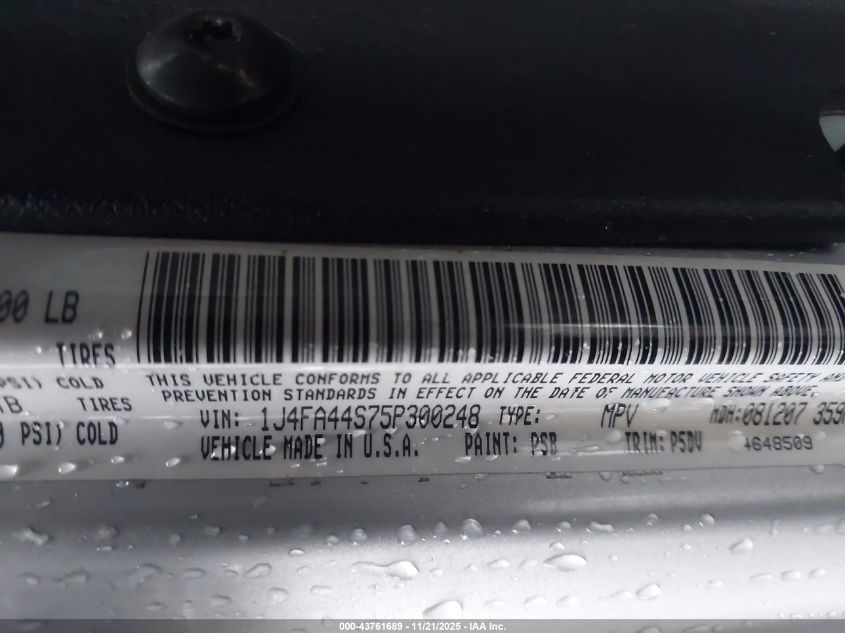 00 LB
TIRES
PSI) COLD
THIS VEHICLE CONFORMS TO ALL APPLICABLE FEDERAL MOTOR VEHICLE SAFETY AND
PREVENTION STANDARDS IN EFFECT ON THE DATE OF MANUFACTURE SHOWN ABOVE.
TIRES
VIN: 1J4FA44S75P300248 TYPE: MPV MDH:081207 359
PSI) COLD
VEHICLE MADE IN U.S.A. PAINT: PSB TRIM: P5DV 4648509
000-43761689 - 11/21/2025 - IAA Inc.